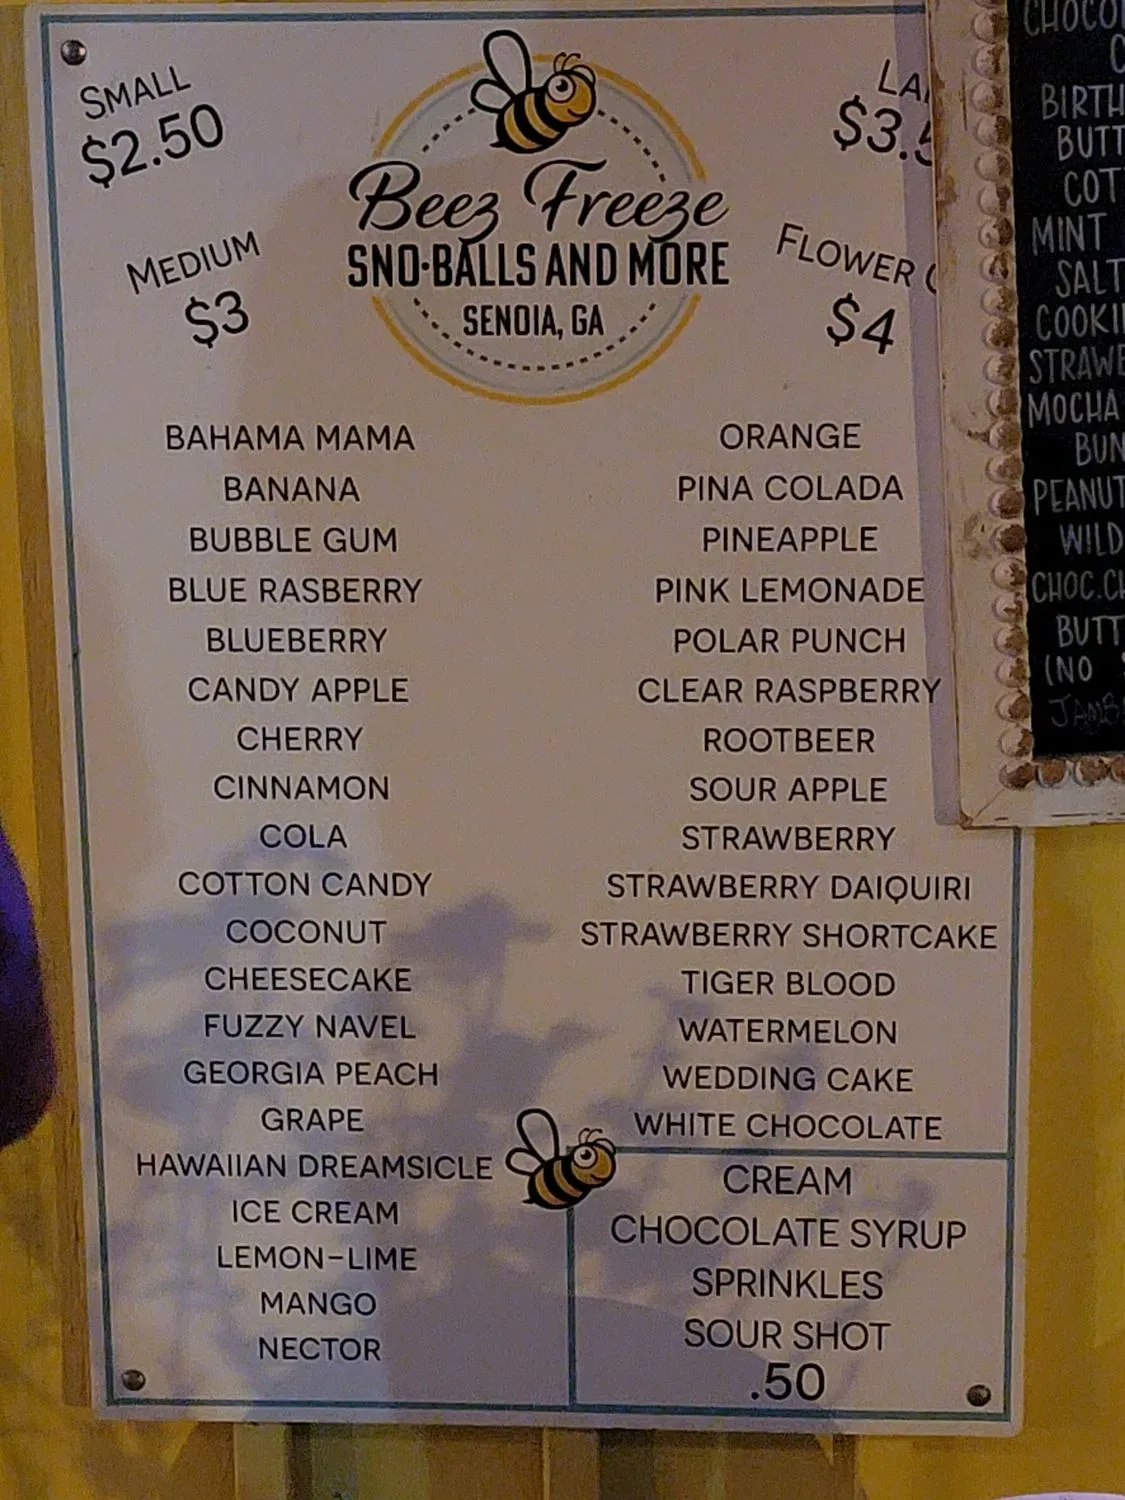 SMALL
$2.50
MEDIUM
$3
Beez Freeze
SNO-BALLS AND MORE
SENOIA, GA
FLOWER
$4
BAHAMA MAMA
BANANA
BUBBLE GUM
BLUE RASBERRY
BLUEBERRY
CANDY APPLE
CHERRY
CINNAMON
COLA
COTTON CANDY
COCONUT
CHEESECAKE
FUZZY NAVEL
GEORGIA PEACH
GRAPE
HAWAIIAN DREAMSICLE
ICE CREAM
LEMON-LIME
MANGO
NECTOR
ORANGE
PINA COLADA
PINEAPPLE
PINK LEMONADE
POLAR PUNCH
CLEAR RASPBERRY
ROOTBEER
SOUR APPLE
STRAWBERRY
STRAWBERRY DAIQUIRI
STRAWBERRY SHORTCAKE
TIGER BLOOD
WATERMELON
WEDDING CAKE
WHITE CHOCOLATE
CREAM
CHOCOLATE SYRUP
SPRINKLES
SOUR SHOT
.50
MINT
MOCHA
PEANUT
WILD
(NO